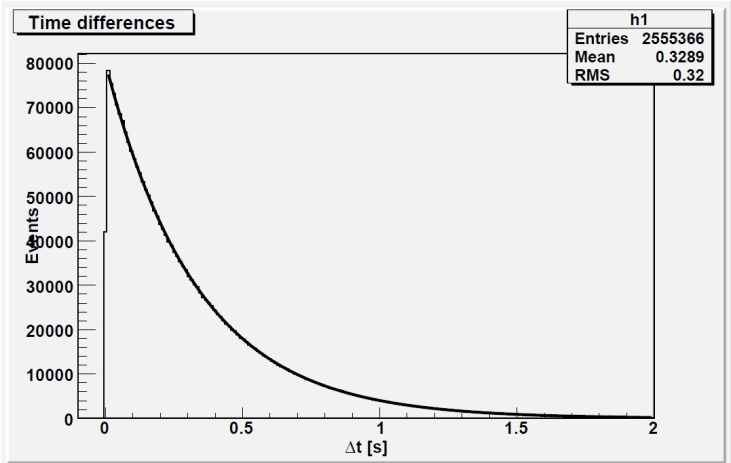 Time differences
h1
Entries 2555366
Mean 0.3289
RMS 0.32
80000
70000
60000
50000
40000
30000
20000
10000
0
Events
0 0.5 1 1.5 2
Δt [s]